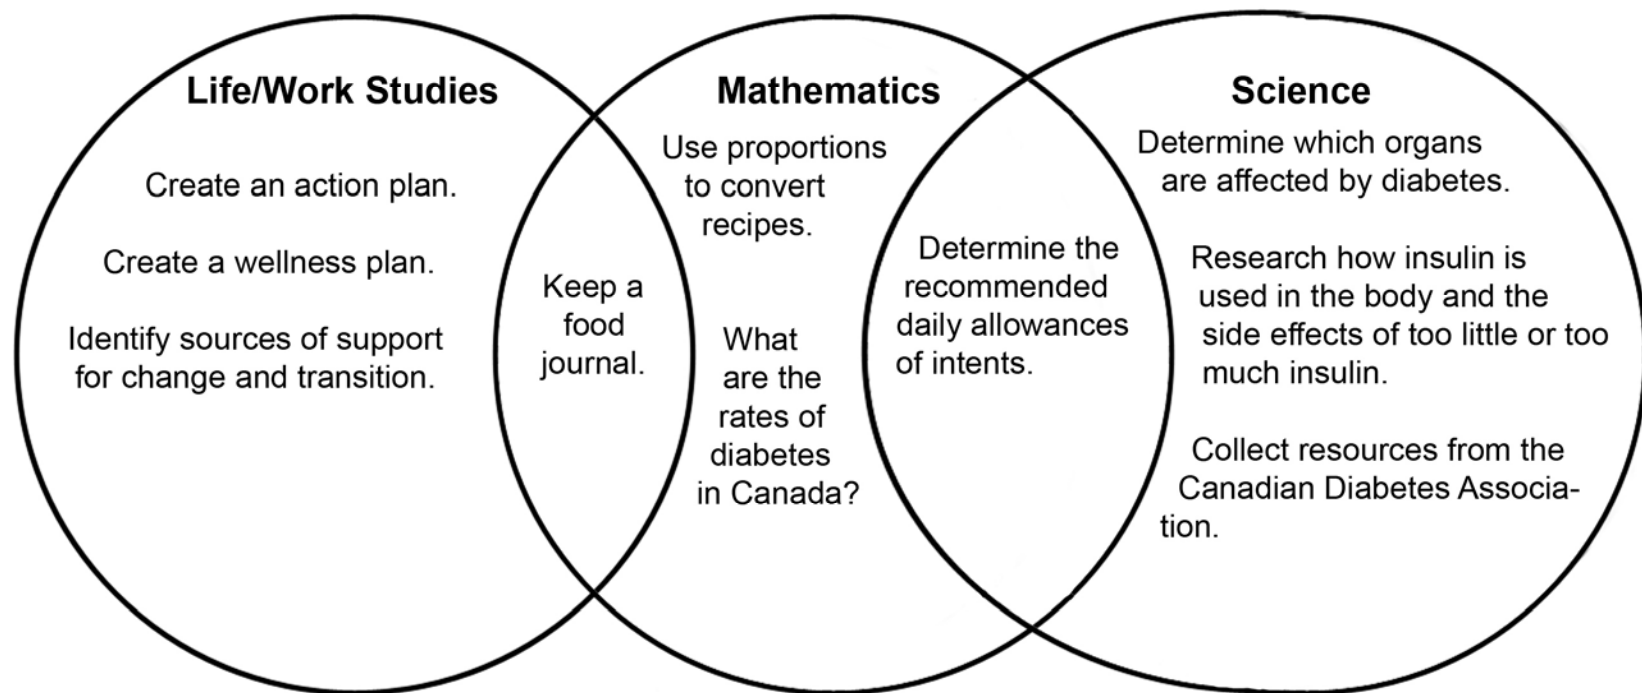 Life/Work Studies
Create an action plan.
Create a wellness plan.
Identify sources of support
for change and transition.
Keep a
food
journal.
Mathematics
Use proportions
to convert
recipes.
What
are the
rates of
diabetes
in Canada?
Determine the
recommended
daily allowances
of intents.
Science
Determine which organs
are affected by diabetes.
Research how insulin is
used in the body and the
side effects of too little or too
much insulin.
Collect resources from the
Canadian Diabetes Associa-
tion.